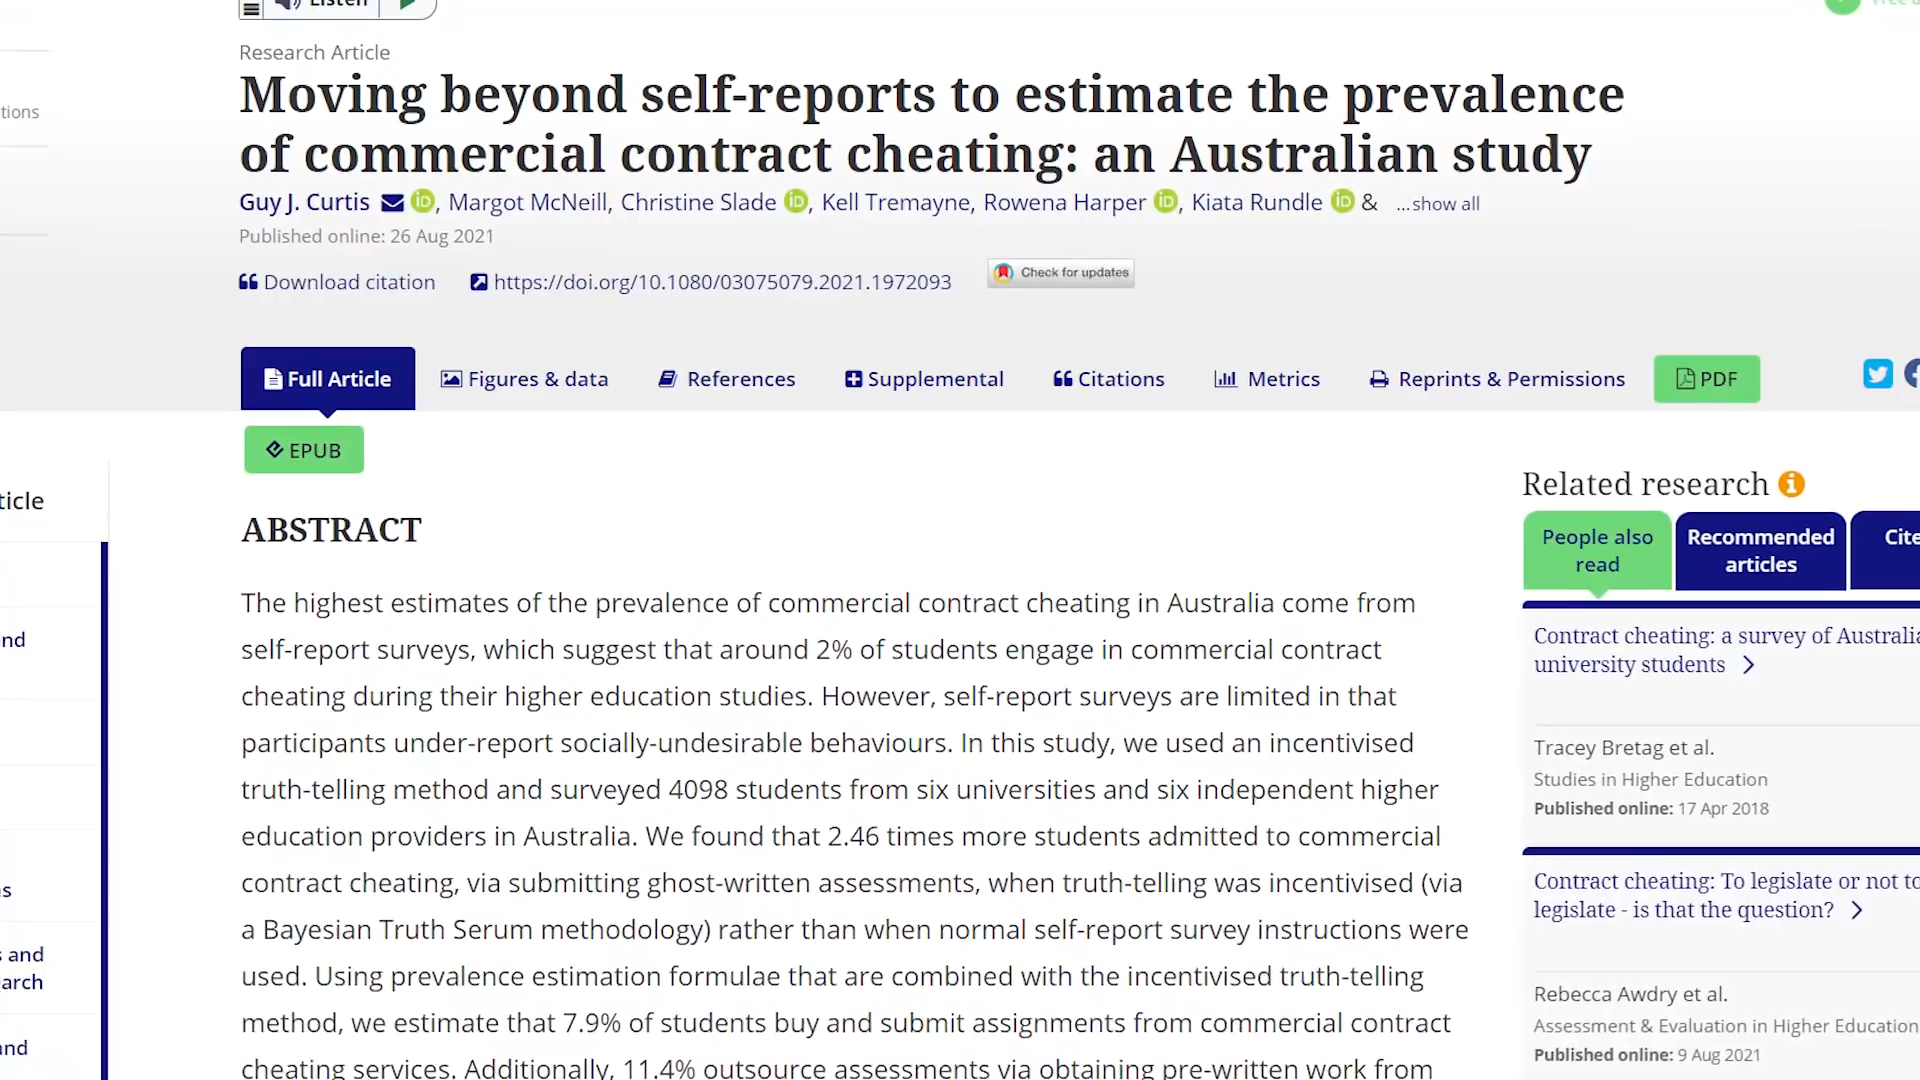 Listen
Research Article
Moving beyond self-reports to estimate the prevalence
of commercial contract cheating: an Australian study
Guy J. Curtis iD, Margot McNeill, Christine Slade iD, Kell Tremayne, Rowena Harper iD, Kiata Rundle iD & ...show all
Published online: 26 Aug 2021
Download citation https://doi.org/10.1080/03075079.2021.1972093 Check for updates
Full Article Figures & data References Supplemental Citations Metrics Reprints & Permissions PDF
EPUB
ABSTRACT
The highest estimates of the prevalence of commercial contract cheating in Australia come from
self-report surveys, which suggest that around 2% of students engage in commercial contract
cheating during their higher education studies. However, self-report surveys are limited in that
participants under-report socially-undesirable behaviours. In this study, we used an incentivised
truth-telling method and surveyed 4098 students from six universities and six independent higher
education providers in Australia. We found that 2.46 times more students admitted to commercial
contract cheating, via submitting ghost-written assessments, when truth-telling was incentivised (via
a Bayesian Truth Serum methodology) rather than when normal self-report survey instructions were
used. Using prevalence estimation formulae that are combined with the incentivised truth-telling
method, we estimate that 7.9% of students buy and submit assignments from commercial contract
cheating services. Additionally, 11.4% outsource assessments via obtaining pre-written work from
Related research
People also
read
Recommended
articles
Cite
Contract cheating: a survey of Australia
university students
Tracey Bretag et al.
Studies in Higher Education
Published online: 17 Apr 2018
Contract cheating: To legislate or not to
legislate - is that the question?
Rebecca Awdry et al.
Assessment & Evaluation in Higher Education
Published online: 9 Aug 2021
tions
ticle
and
s
s and
arch
and